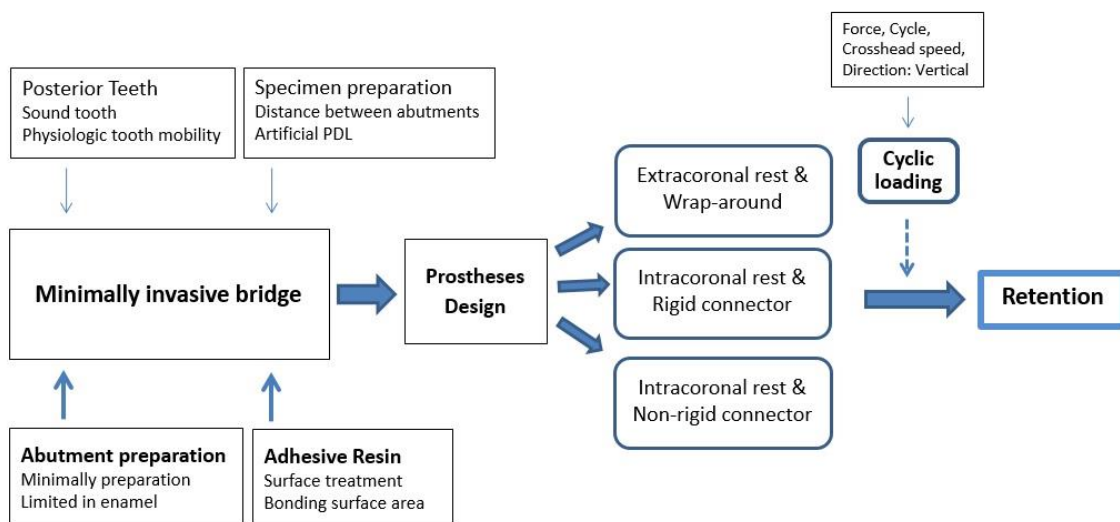 Posterior Teeth
Sound tooth
Physiologic tooth mobility
Specimen preparation
Distance between abutments
Artificial PDL
Force, Cycle,
Crosshead speed,
Direction: Vertical
Minimally invasive bridge
Prostheses
Design
Extracoronal rest &
Wrap-around
Intracoronal rest &
Rigid connector
Intracoronal rest &
Non-rigid connector
Cyclic
loading
Retention
Abutment preparation
Minimally preparation
Limited in enamel
Adhesive Resin
Surface treatment
Bonding surface area